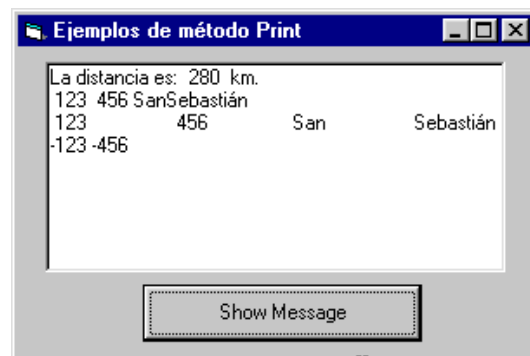 Ejemplos de método Print
La distancia es:  280  km.
 123  456 SanSebastián
 123            456            San            Sebastián
-123 -456
Show Message